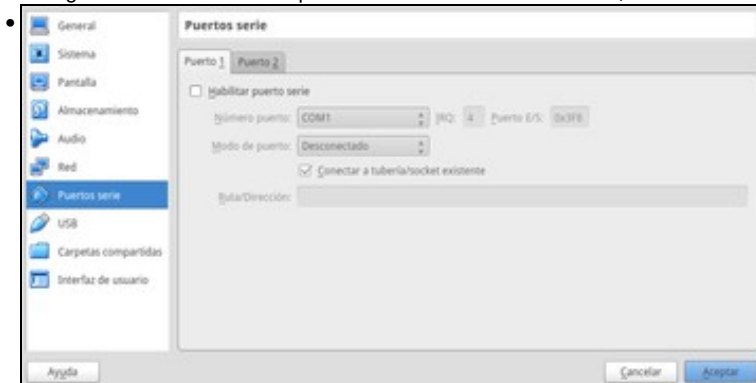 General
Sistema
Pantalla
Almacenamiento
Audio
Red
Puertos serie
USB
Carpetas compartidas
Interfaz de usuario
Puertos serie
Puerto 1 Puerto 2
Habilitar puerto serie
Número puerto: COM1 IRQ: 4 Puerto E/S: 0x3F8
Modo de puerto: Desconectado
Conectar a tubería/socket existente
Ruta/Dirección:
Ayuda Cancelar Aceptar